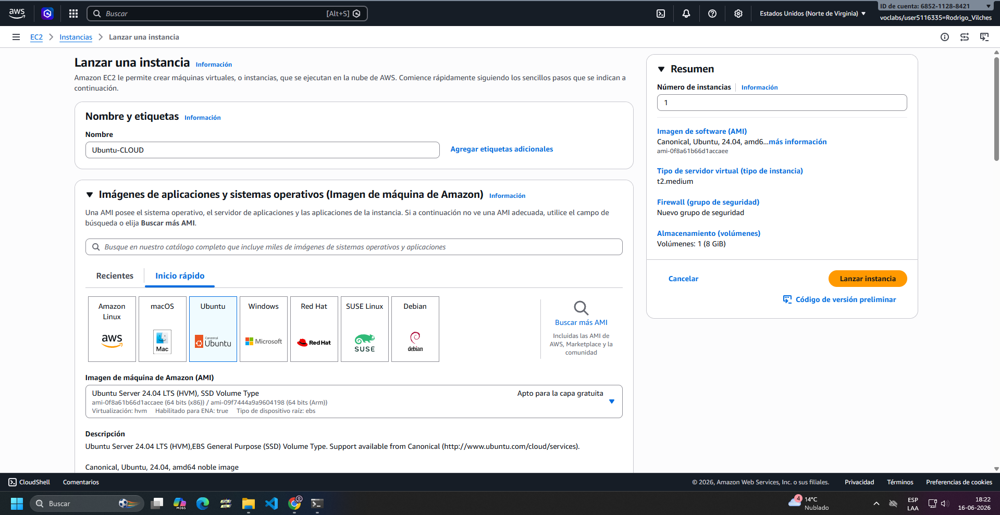 aws
Buscar
[Alt+S]
Estados Unidos (Norte de Virginia)
ID de cuenta: 6852-1128-8421
voclabs/user5116335=Rodrigo_Vilches
EC2
Instancias
Lanzar una instancia
Lanzar una instancia Información
Amazon EC2 le permite crear máquinas virtuales, o instancias, que se ejecutan en la nube de AWS. Comience rápidamente siguiendo los sencillos pasos que se indican a
continuación.
Nombre y etiquetas Información
Nombre
Ubuntu-CLOUD
Agregar etiquetas adicionales
Imágenes de aplicaciones y sistemas operativos (Imagen de máquina de Amazon) Información
Una AMI posee el sistema operativo, el servidor de aplicaciones y las aplicaciones de la instancia. Si a continuación no ve una AMI adecuada, utilice el campo de
búsqueda o elija Buscar más AMI.
Busque en nuestro catálogo completo que incluye miles de imágenes de sistemas operativos y aplicaciones
Recientes
Inicio rápido
Amazon
Linux
aws
macOS
Mac
Ubuntu
Canonical
Ubuntu
Windows
Microsoft
Red Hat
Red Hat
SUSE Linux
SUSE
Debian
debian
Buscar más AMI
Incluidas las AMI de
AWS, Marketplace y la
comunidad
Imagen de máquina de Amazon (AMI)
Ubuntu Server 24.04 LTS (HVM), SSD Volume Type
Apto para la capa gratuita
ami-0f8a61b66d1accaee (64 bits (x86)) / ami-09f7444a9a9604198 (64 bits (Arm))
Virtualización: hvm Habilitado para ENA: true Tipo de dispositivo raíz: ebs
Descripción
Ubuntu Server 24.04 LTS (HVM),EBS General Purpose (SSD) Volume Type. Support available from Canonical (http://www.ubuntu.com/cloud/services).
Canonical, Ubuntu, 24.04, amd64 noble image
Resumen
Número de instancias Información
1
Imagen de software (AMI)
Canonical, Ubuntu, 24.04, amd6...más información
ami-0f8a61b66d1accaee
Tipo de servidor virtual (tipo de instancia)
t2.medium
Firewall (grupo de seguridad)
Nuevo grupo de seguridad
Almacenamiento (volúmenes)
Volúmenes: 1 (8 GiB)
Cancelar
Lanzar instancia
Código de versión preliminar
CloudShell
Comentarios
© 2026, Amazon Web Services, Inc. o sus filiales.
Privacidad
Términos
Preferencias de cookies
Buscar
M365
4
14°C
Nublado
ESP
LAA
18:22
16-06-2026